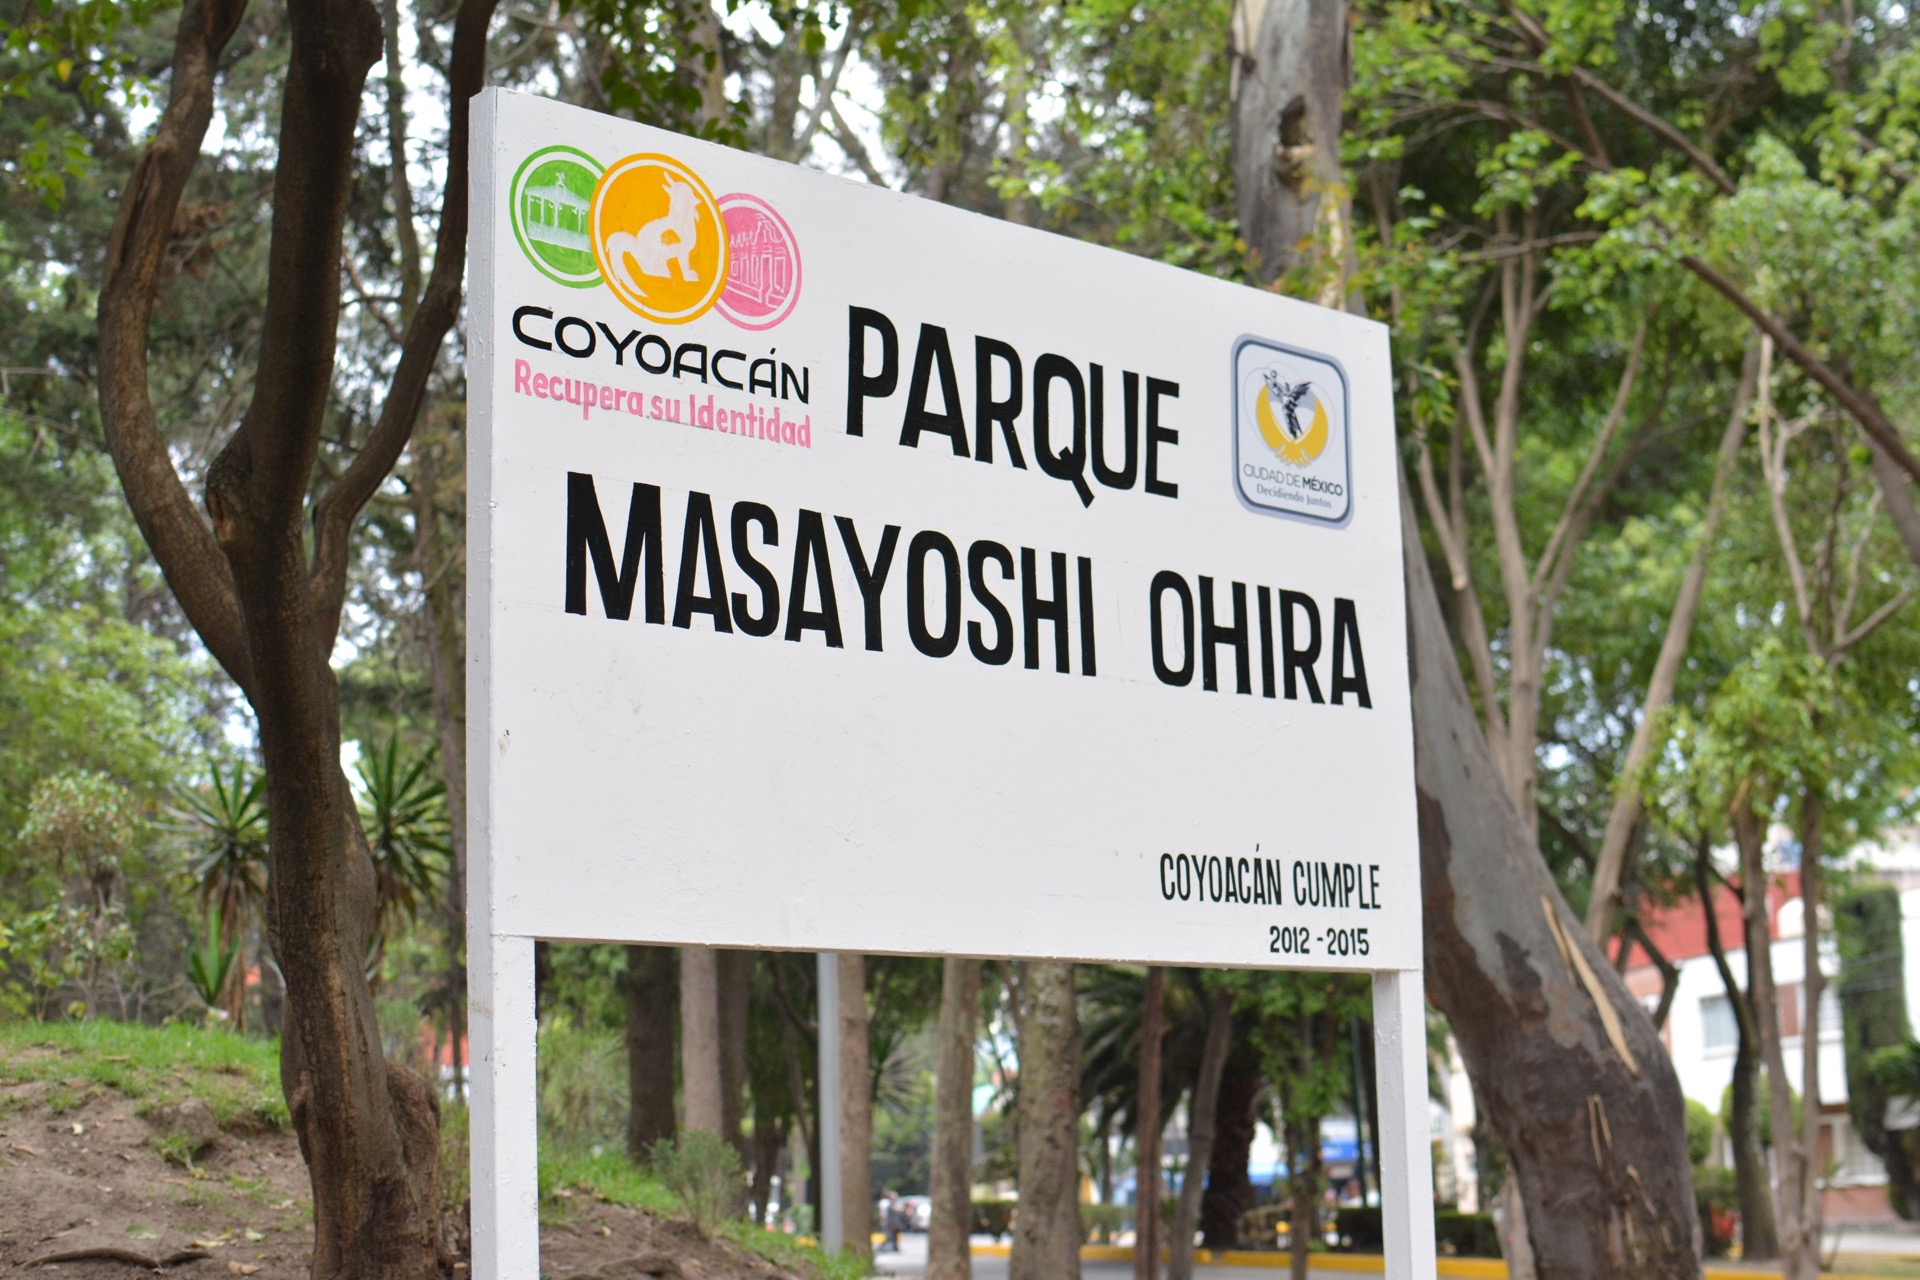 COYOACÁN
Recupera su Identidad
PARQUE
CIUDAD DE MÉXICO
Decidiendo Juntos
MASAYOSHI OHIRA
COYOACÁN CUMPLE
2012 - 2015